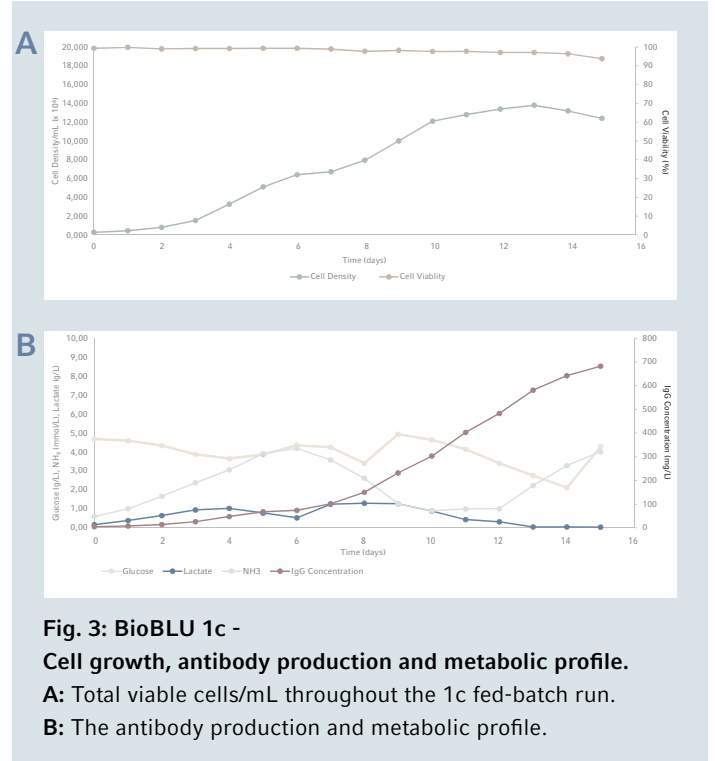 A
20,000
18,000
16,000
14,000
12,000
10,000
8,000
6,000
4,000
2,000
0,000
Cell Density/mL (x 10⁶)
100
90
80
70
60
50
40
30
20
10
0
Cell Viability (%)
0 2 4 6 8 10 12 14 16
Time (days)
Cell Density Cell Viablity
B
10,00
9,00
8,00
7,00
6,00
5,00
4,00
3,00
2,00
1,00
0,00
Glucose (g/L), NH₃ (mmol/L), Lactate (g/L)
800
700
600
500
400
300
200
100
0
IgG Concentration (mg/L)
0 2 4 6 8 10 12 14 16
Time (days)
Glucose Lactate NH3 IgG Concentration
Fig. 3: BioBLU 1c -
Cell growth, antibody production and metabolic profile.
A: Total viable cells/mL throughout the 1c fed-batch run.
B: The antibody production and metabolic profile.